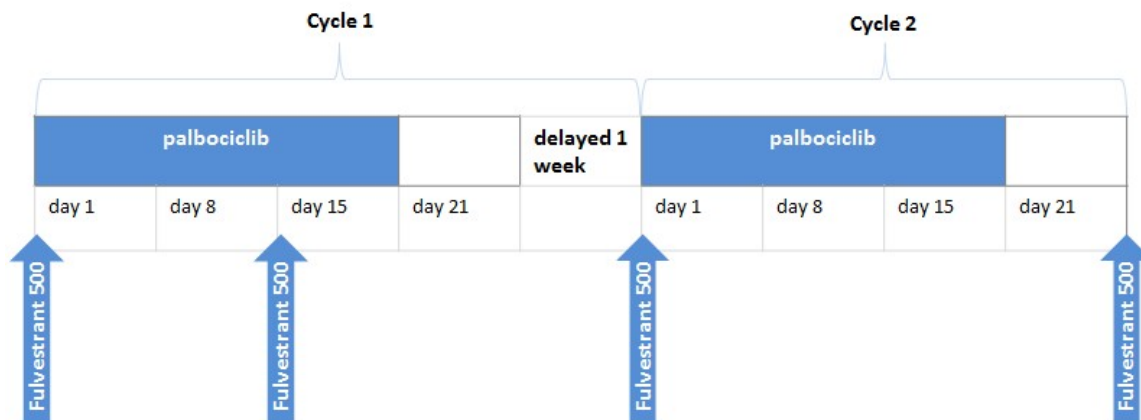 Cycle 1
Cycle 2
palbociclib
delayed 1
week
palbociclib
day 1
day 8
day 15
day 21
day 1
day 8
day 15
day 21
Fulvestrant 500
Fulvestrant 500
Fulvestrant 500
Fulvestrant 500